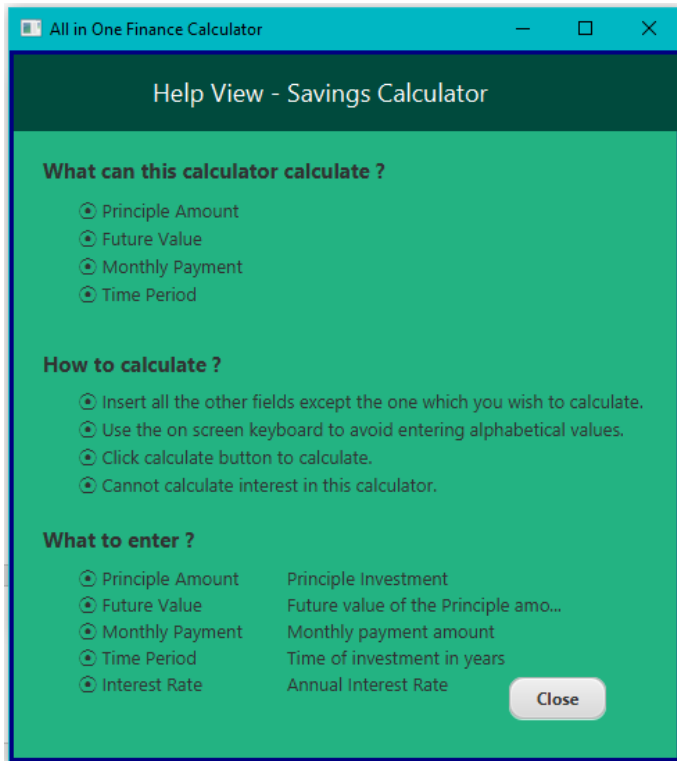 All in One Finance Calculator
Help View - Savings Calculator
What can this calculator calculate ?
Principle Amount
Future Value
Monthly Payment
Time Period
How to calculate ?
Insert all the other fields except the one which you wish to calculate.
Use the on screen keyboard to avoid entering alphabetical values.
Click calculate button to calculate.
Cannot calculate interest in this calculator.
What to enter ?
Principle Amount Principle Investment
Future Value Future value of the Principle amo...
Monthly Payment Monthly payment amount
Time Period Time of investment in years
Interest Rate Annual Interest Rate
Close